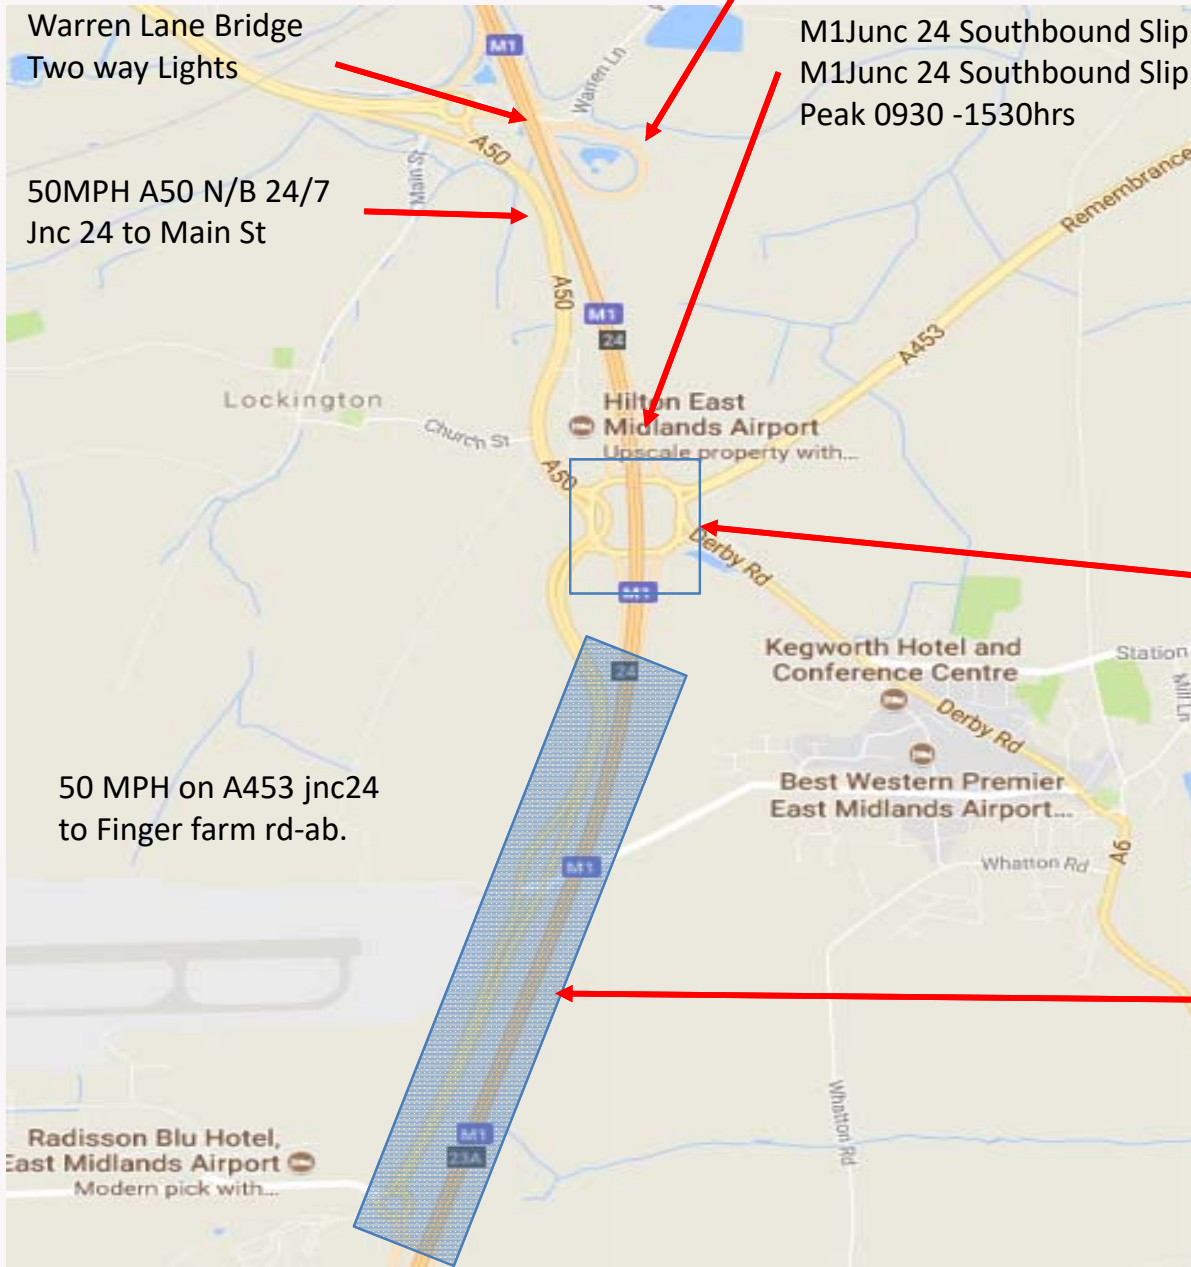 Warren Lane Bridge
Two way Lights
M1Junc 24 Southbound Slip
M1Junc 24 Southbound Slip
Peak 0930 -1530hrs
M1
Warren Ln
A50
Main St
50MPH A50 N/B 24/7
Jnc 24 to Main St
Remembrance
A50
M1
24
A453
Lockington
Hilton East
Midlands Airport
Upscale property with...
Church St
A50
Derby Rd
M1
Kegworth Hotel and
Conference Centre
Station
24
Mill Ln
Derby Rd
50 MPH on A453 jnc24
to Finger farm rd-ab.
Best Western Premier
East Midlands Airport...
M1
Whatton Rd
A6
Whatton Rd
M1
23A
Radisson Blu Hotel,
East Midlands Airport
Modern pick with...